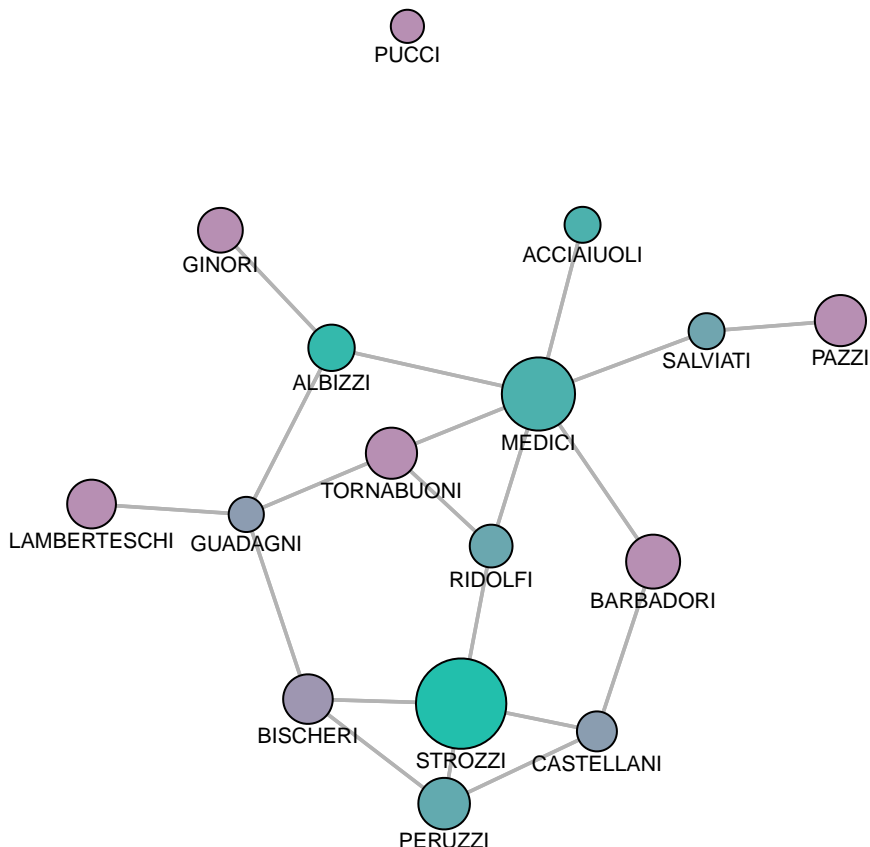 PUCCI
GINORI
ACCIAIUOLI
SALVIATI
PAZZI
ALBIZZI
MEDICI
TORNABUONI
LAMBERTESCHI
GUADAGNI
RIDOLFI
BARBADORI
BISCHERI
STROZZI
CASTELLANI
PERUZZI